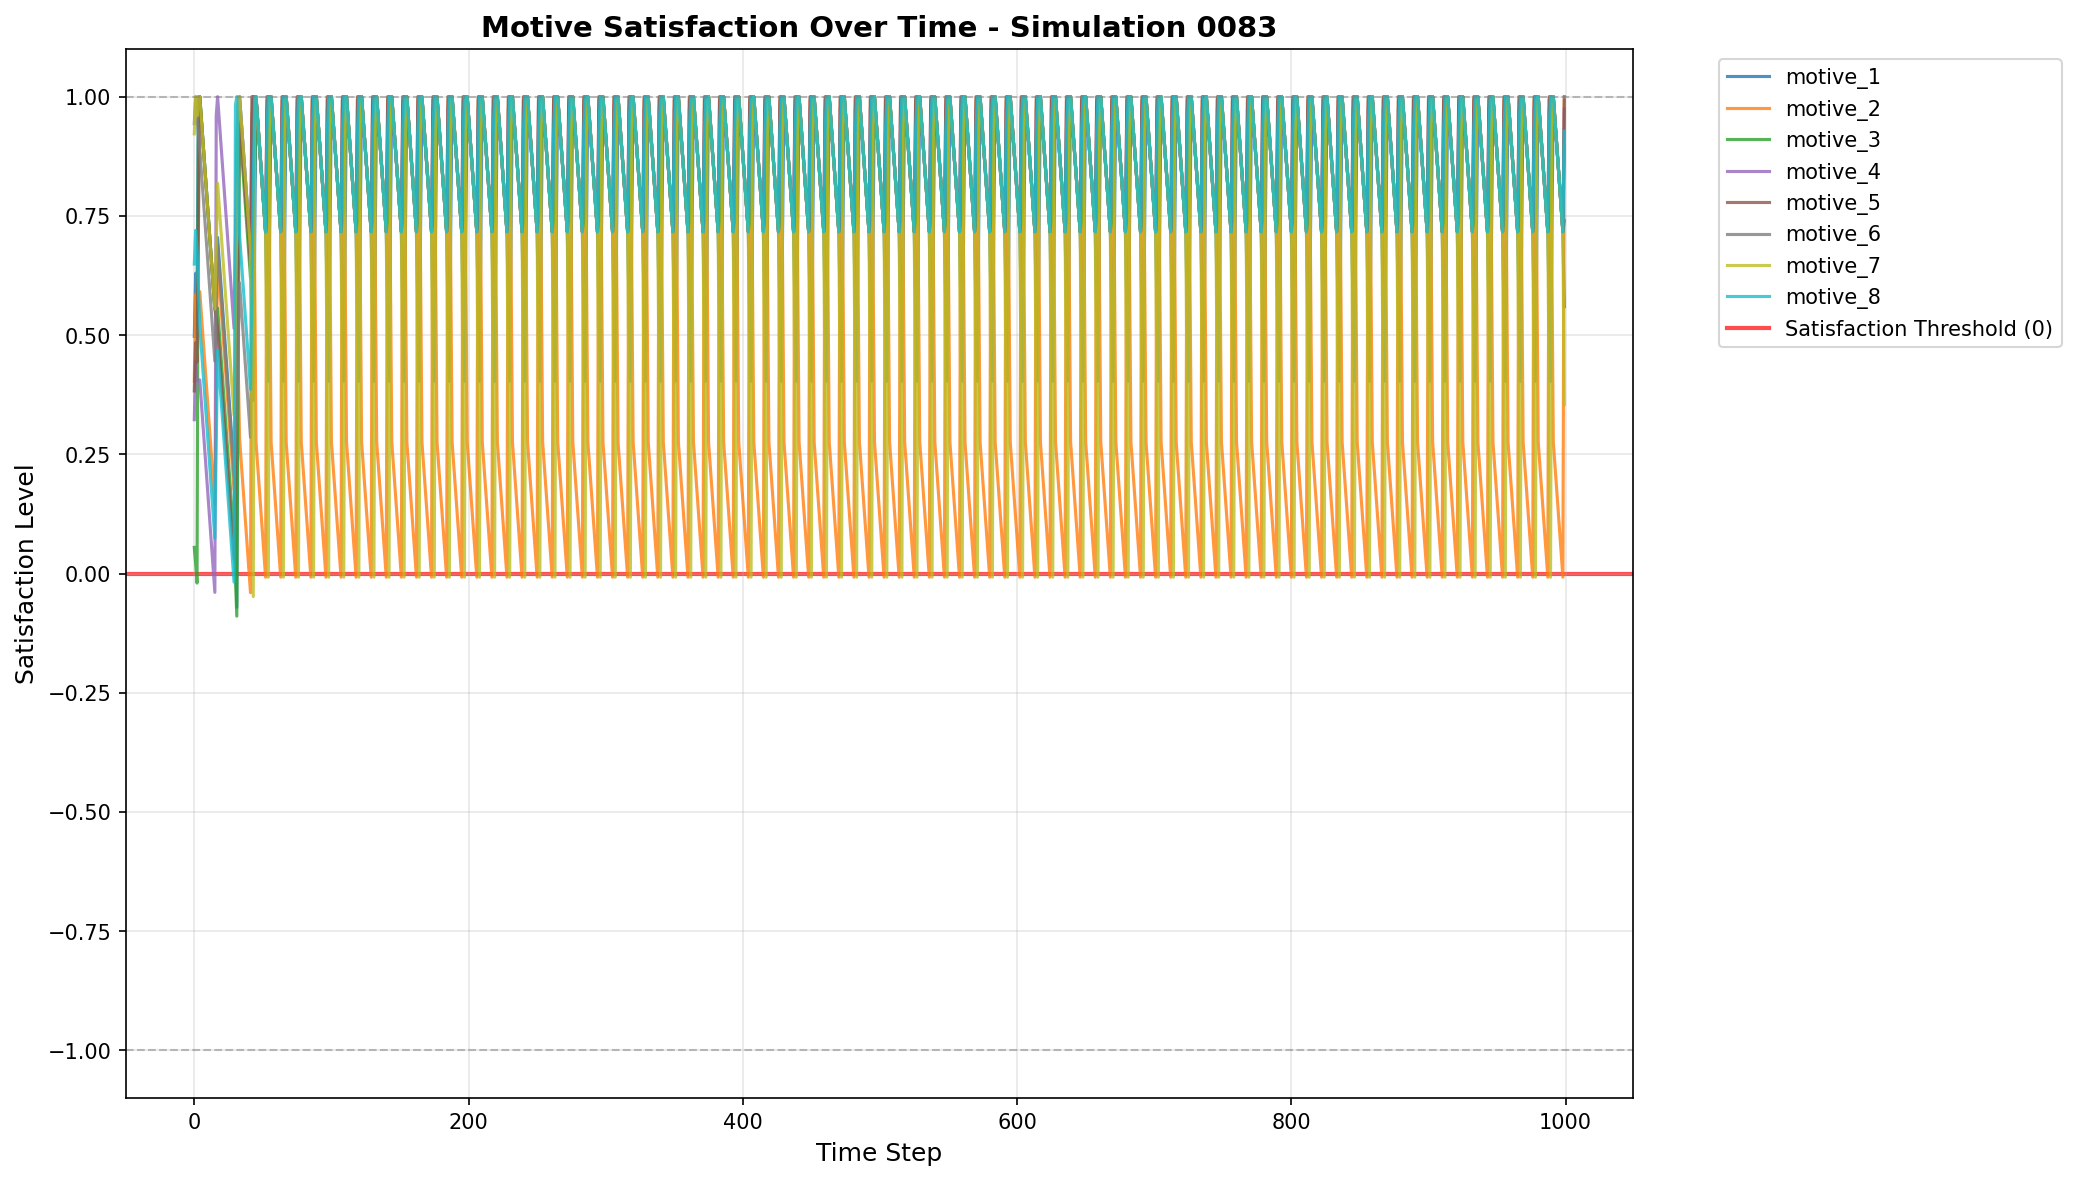 Motive Satisfaction Over Time - Simulation 0083
motive_1
motive_2
motive_3
motive_4
motive_5
motive_6
motive_7
motive_8
Satisfaction Threshold (0)
Satisfaction Level
1.00
0.75
0.50
0.25
0.00
−0.25
−0.50
−0.75
−1.00
0
200
400
600
800
1000
Time Step